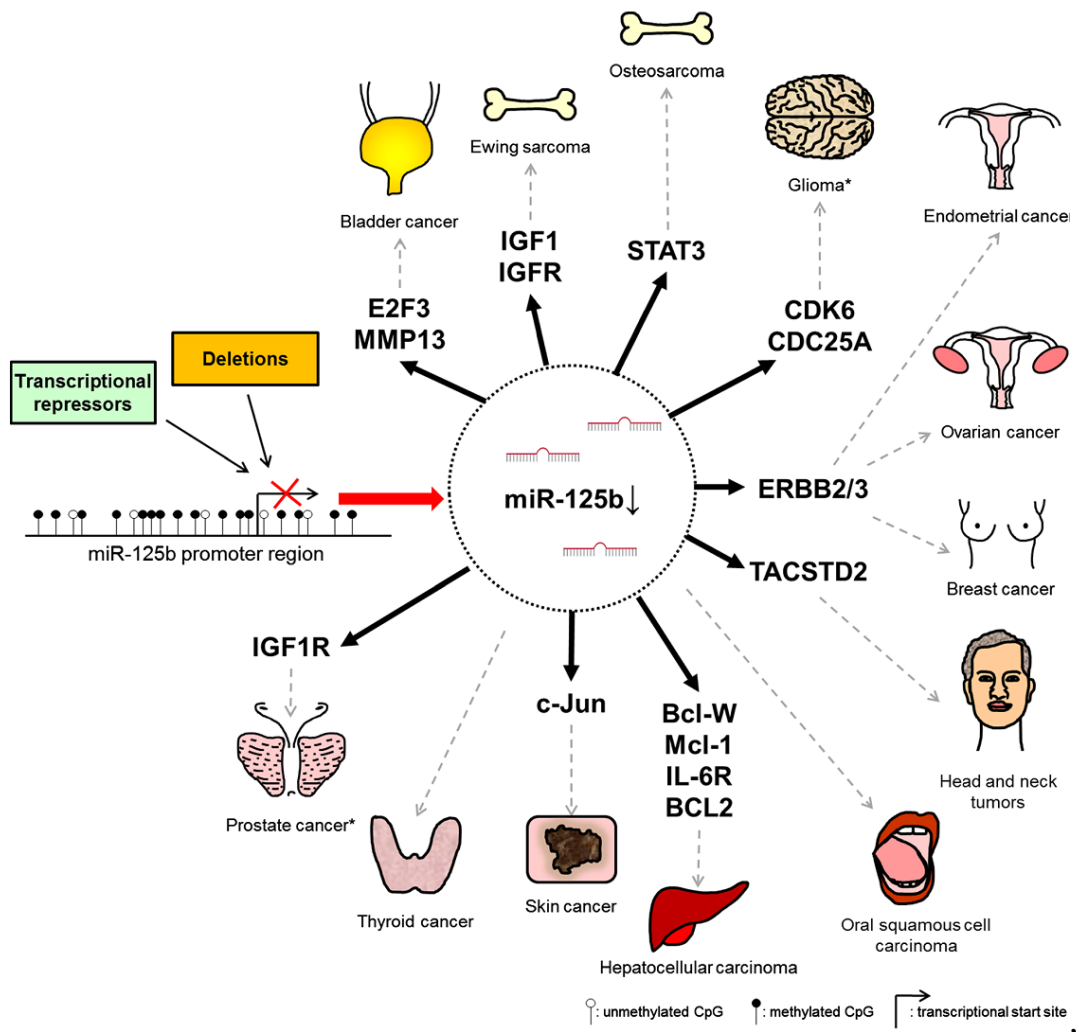 Osteosarcoma
Ewing sarcoma
Glioma*
Bladder cancer
Endometrial cancer
IGF1
IGFR
STAT3
E2F3
MMP13
CDK6
CDC25A
Deletions
Transcriptional
repressors
Ovarian cancer
miR-125b↓
ERBB2/3
miR-125b promoter region
TACSTD2
Breast cancer
IGF1R
c-Jun
Bcl-W
Mcl-1
IL-6R
BCL2
Head and neck
tumors
Prostate cancer*
Thyroid cancer
Skin cancer
Oral squamous cell
carcinoma
Hepatocellular carcinoma
: unmethylated CpG : methylated CpG : transcriptional start site